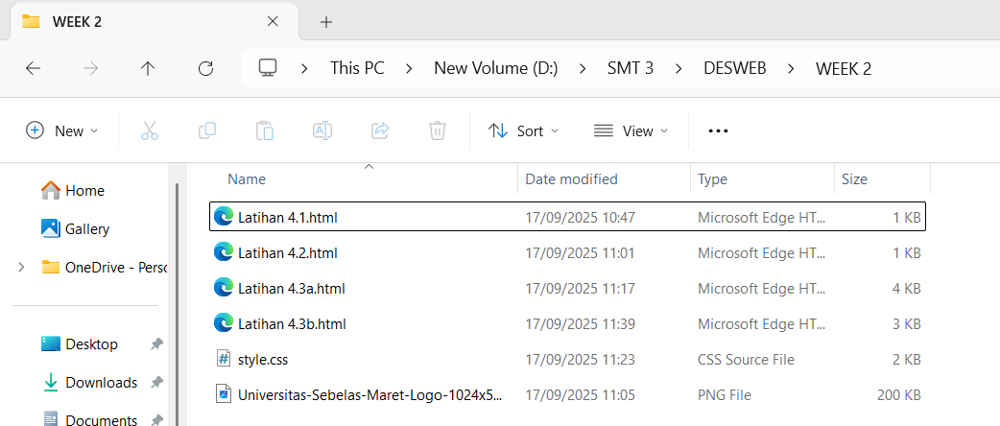 WEEK 2
This PC > New Volume (D:) > SMT 3 > DESWEB > WEEK 2
New Sort View
Name Date modified Type Size
Home
Gallery
OneDrive - Perso
Desktop
Downloads
Documents
Latihan 4.1.html 17/09/2025 10:47 Microsoft Edge HT... 1 KB
Latihan 4.2.html 17/09/2025 11:01 Microsoft Edge HT... 1 KB
Latihan 4.3a.html 17/09/2025 11:17 Microsoft Edge HT... 4 KB
Latihan 4.3b.html 17/09/2025 11:39 Microsoft Edge HT... 3 KB
style.css 17/09/2025 11:23 CSS Source File 2 KB
Universitas-Sebelas-Maret-Logo-1024x5... 17/09/2025 11:05 PNG File 200 KB